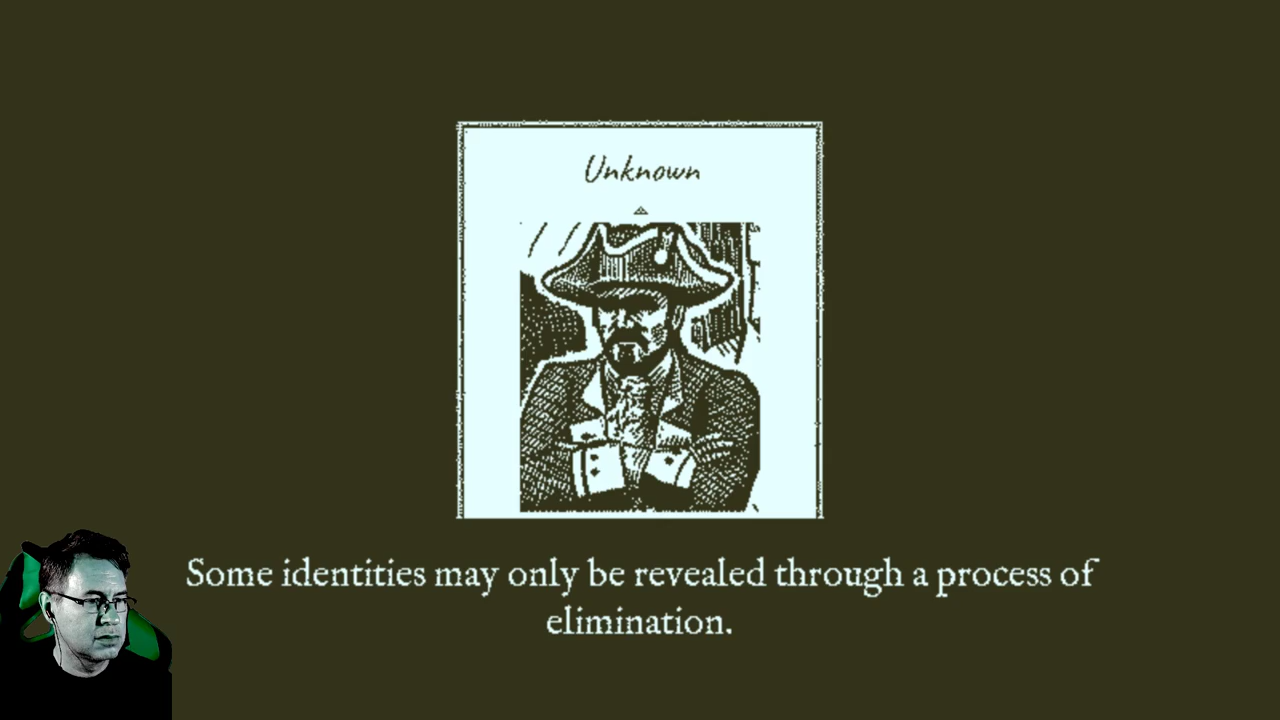 Unknown
Some identities may only be revealed through a process of
elimination.